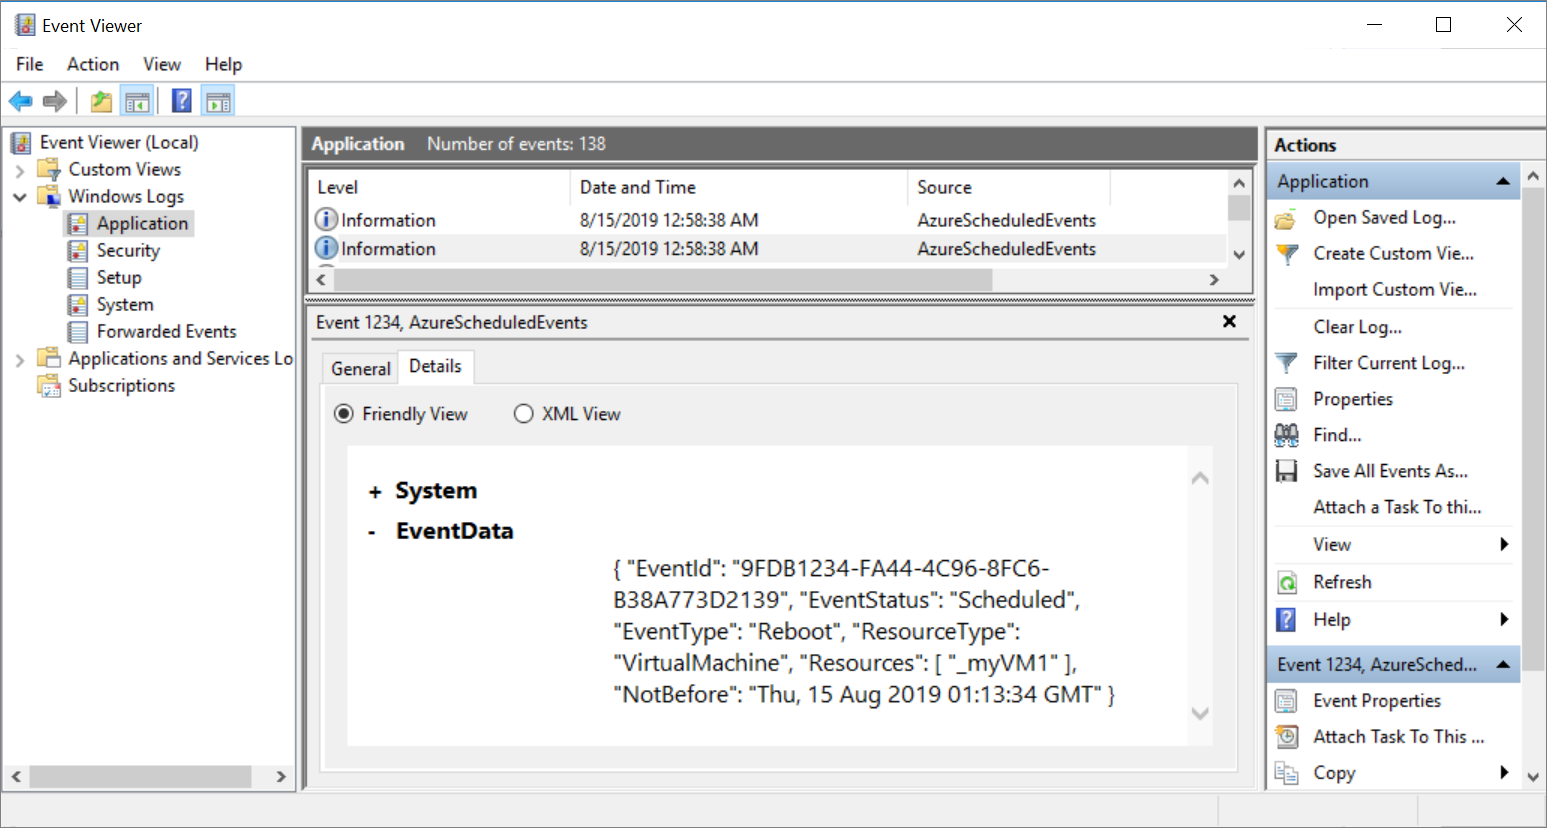 Event Viewer
File Action View Help
Event Viewer (Local)
Custom Views
Windows Logs
Application
Security
Setup
System
Forwarded Events
Applications and Services Lo
Subscriptions
Application Number of events: 138
Level Date and Time Source
Information 8/15/2019 12:58:38 AM AzureScheduledEvents
Information 8/15/2019 12:58:38 AM AzureScheduledEvents
Event 1234, AzureScheduledEvents
General Details
Friendly View XML View
+ System
- EventData
{ "EventId": "9FDB1234-FA44-4C96-8FC6-
B38A773D2139", "EventStatus": "Scheduled",
"EventType": "Reboot", "ResourceType":
"VirtualMachine", "Resources": [ "_myVM1" ],
"NotBefore": "Thu, 15 Aug 2019 01:13:34 GMT" }
Actions
Application
Open Saved Log...
Create Custom Vie...
Import Custom Vie...
Clear Log...
Filter Current Log...
Properties
Find...
Save All Events As...
Attach a Task To thi...
View
Refresh
Help
Event 1234, AzureSched...
Event Properties
Attach Task To This ...
Copy